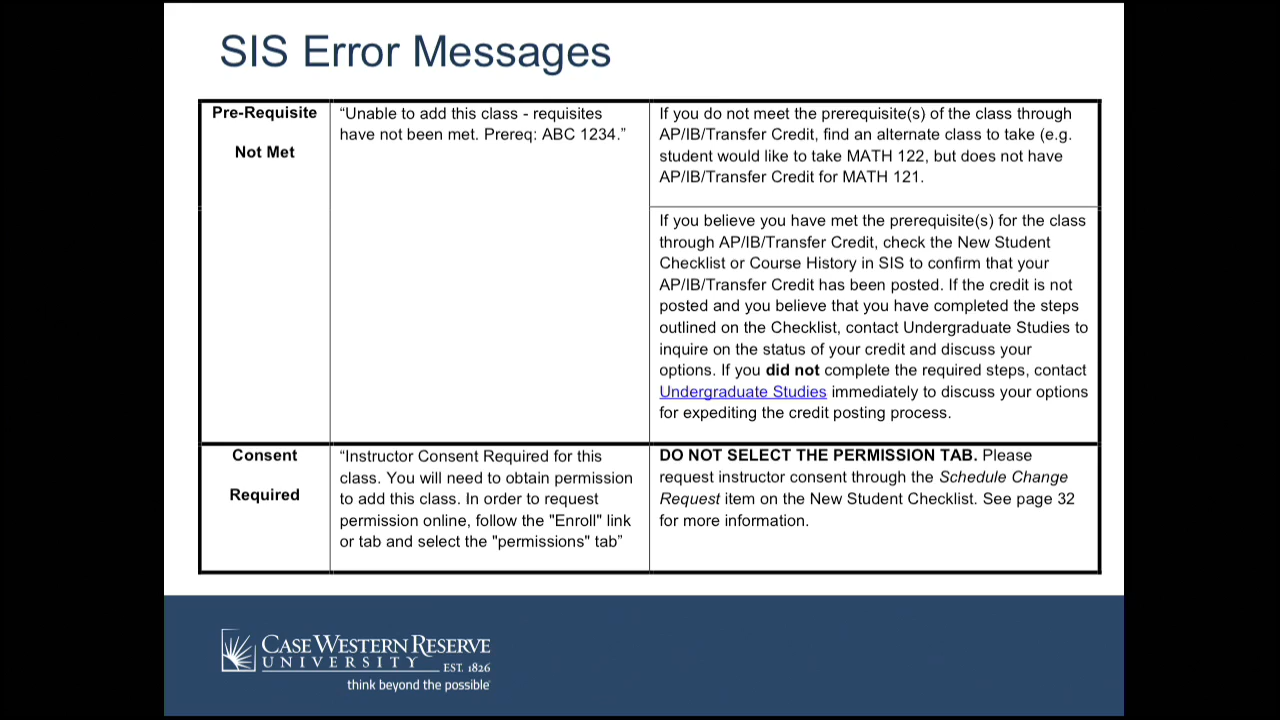 SIS Error Messages
Pre-Requisite
Not Met
“Unable to add this class - requisites
have not been met. Prereq: ABC 1234.”
If you do not meet the prerequisite(s) of the class through
AP/IB/Transfer Credit, find an alternate class to take (e.g.
student would like to take MATH 122, but does not have
AP/IB/Transfer Credit for MATH 121.
If you believe you have met the prerequisite(s) for the class
through AP/IB/Transfer Credit, check the New Student
Checklist or Course History in SIS to confirm that your
AP/IB/Transfer Credit has been posted. If the credit is not
posted and you believe that you have completed the steps
outlined on the Checklist, contact Undergraduate Studies to
inquire on the status of your credit and discuss your
options. If you did not complete the required steps, contact
Undergraduate Studies immediately to discuss your options
for expediting the credit posting process.
Consent
Required
“Instructor Consent Required for this
class. You will need to obtain permission
to add this class. In order to request
permission online, follow the "Enroll" link
or tab and select the "permissions" tab”
DO NOT SELECT THE PERMISSION TAB. Please
request instructor consent through the Schedule Change
Request item on the New Student Checklist. See page 32
for more information.
CASE WESTERN RESERVE
UNIVERSITY EST. 1826
think beyond the possible